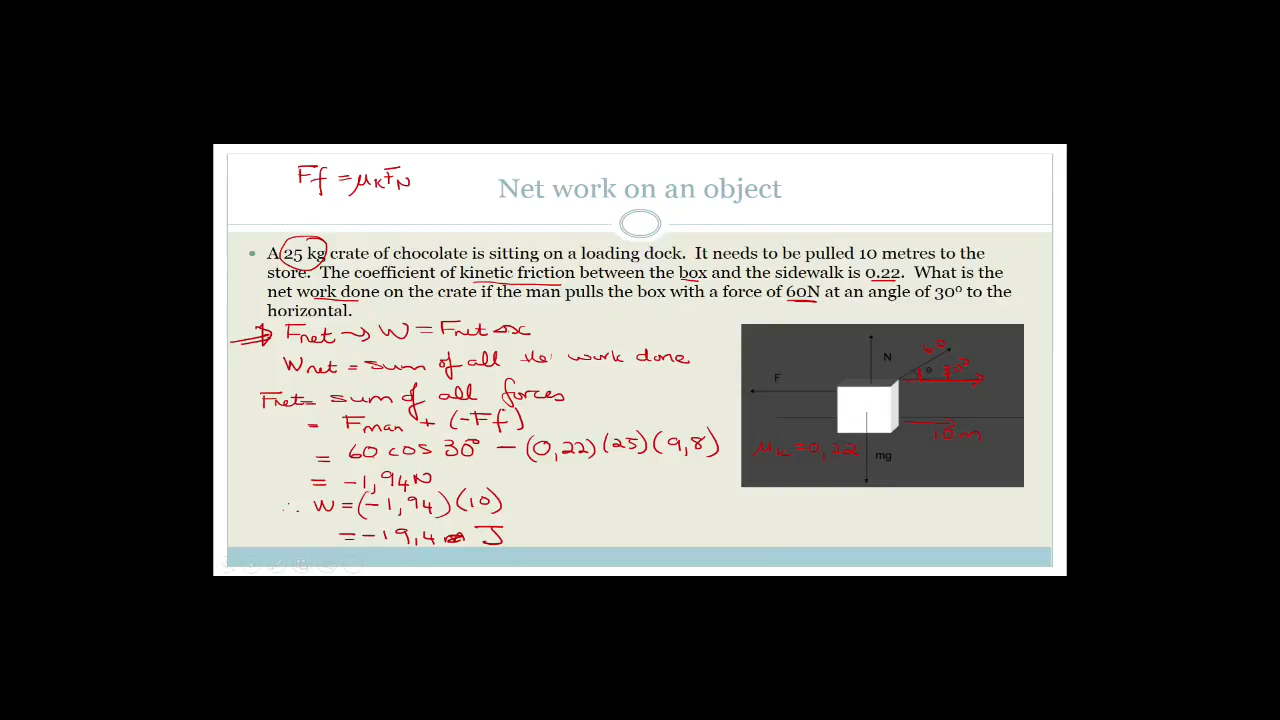 Ff = μkFN
Net work on an object
• A 25 kg crate of chocolate is sitting on a loading dock. It needs to be pulled 10 metres to the
store. The coefficient of kinetic friction between the box and the sidewalk is 0.22. What is the
net work done on the crate if the man pulls the box with a force of 60N at an angle of 30° to the
horizontal.
Fnet → W = Fnet Δx
Wnet = sum of all the work done
Fnet = sum of all forces
= Fman + (-Ff)
= 60 cos 30° - (0,22)(25)(9,8)
= -1,94N
∴ W = (-1,94)(10)
= -19,4 J
N
60
F
θ 30°
10m
μk = 0,22
mg